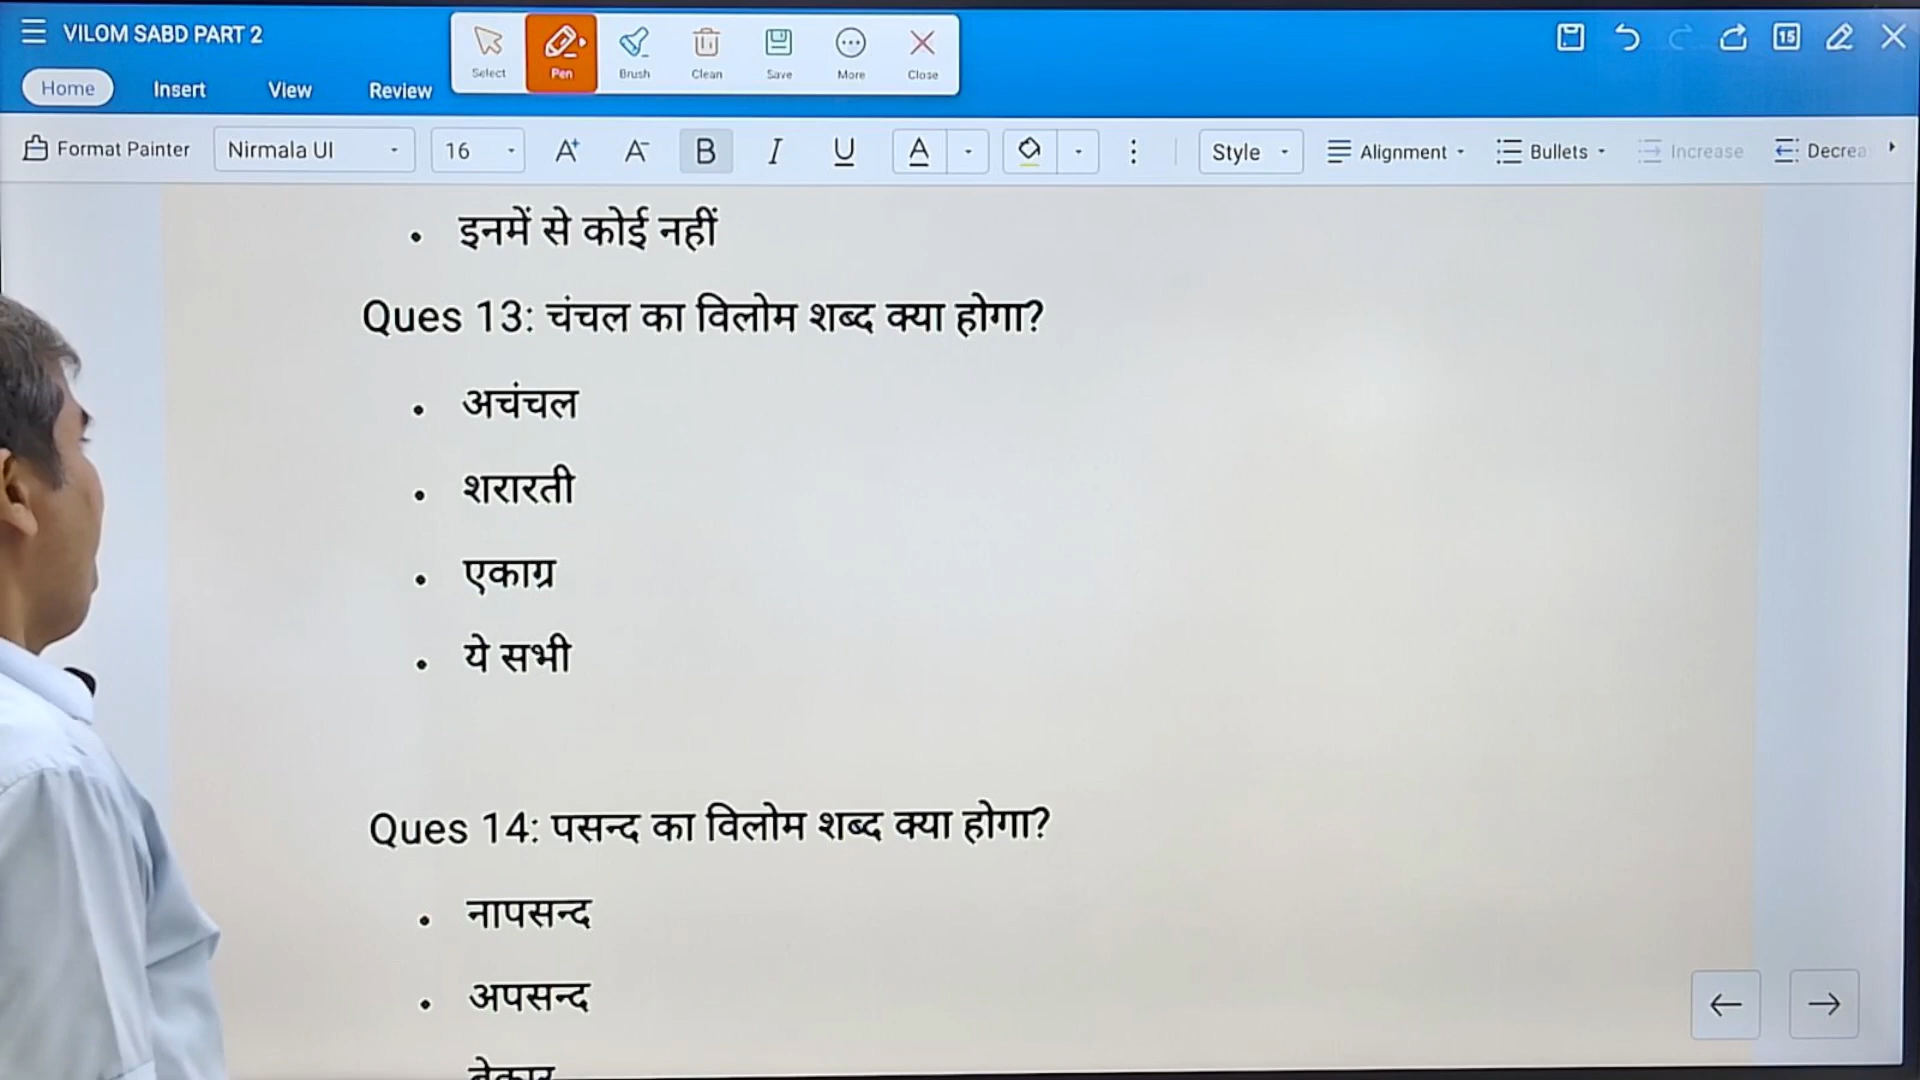 VILOM SABD PART 2
Select Pen Brush Clean Save More Close
15
Home Insert View Review
Format Painter Nirmala UI 16 A+ A- B I U A Style Alignment Bullets Increase Decrea
• इनमें से कोई नहीं
Ques 13: चंचल का विलोम शब्द क्या होगा?
• अचंचल
• शरारती
• एकाग्र
• ये सभी
Ques 14: पसन्द का विलोम शब्द क्या होगा?
• नापसन्द
• अपसन्द